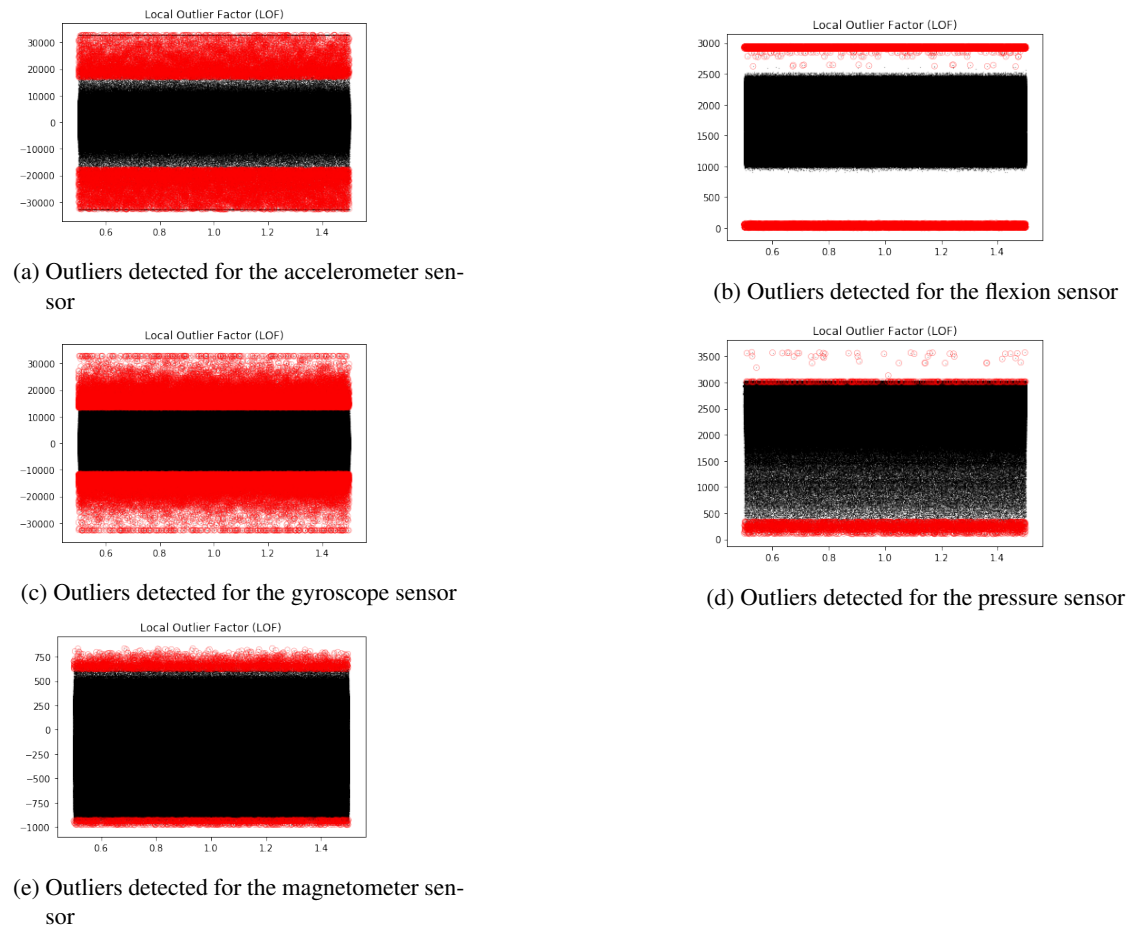 Local Outlier Factor (LOF)
30000
20000
10000
0
−10000
−20000
−30000
0.6 0.8 1.0 1.2 1.4
(a) Outliers detected for the accelerometer sen-
sor
Local Outlier Factor (LOF)
3000
2500
2000
1500
1000
500
0
0.6 0.8 1.0 1.2 1.4
(b) Outliers detected for the flexion sensor
Local Outlier Factor (LOF)
30000
20000
10000
0
−10000
−20000
−30000
0.6 0.8 1.0 1.2 1.4
(c) Outliers detected for the gyroscope sensor
Local Outlier Factor (LOF)
3500
3000
2500
2000
1500
1000
500
0
0.6 0.8 1.0 1.2 1.4
(d) Outliers detected for the pressure sensor
Local Outlier Factor (LOF)
750
500
250
0
−250
−500
−750
−1000
0.6 0.8 1.0 1.2 1.4
(e) Outliers detected for the magnetometer sen-
sor